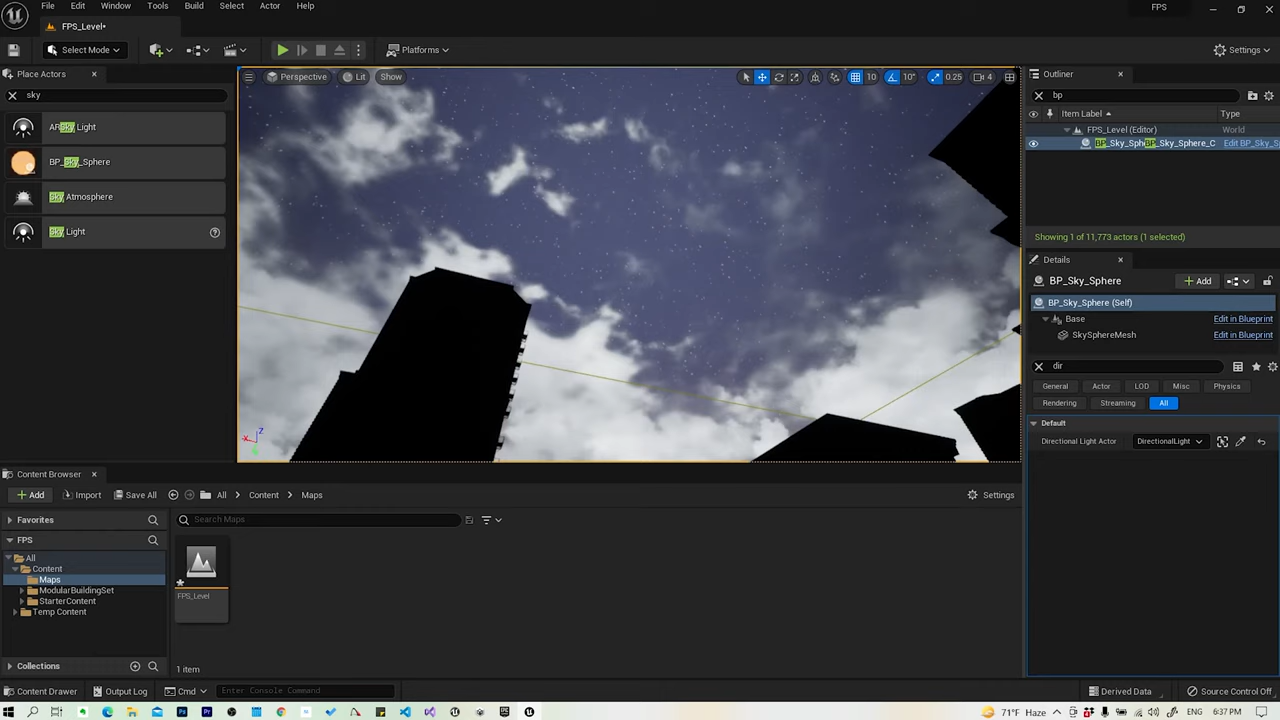 File Edit Window Tools Build Select Actor Help
FPS
FPS_Level•
Select Mode
Platforms
Settings
Place Actors
sky
ARSky Light
BP_Sky_Sphere
Sky Atmosphere
Sky Light
Perspective Lit Show
10 10° 0.25 4
X Z
Outliner
bp
Item Label Type
FPS_Level (Editor) World
BP_Sky_Sph BP_Sky_Sphere_C Edit BP_Sky_S
Showing 1 of 11,773 actors (1 selected)
Details
BP_Sky_Sphere
Add
BP_Sky_Sphere (Self)
Base Edit in Blueprint
SkySphereMesh Edit in Blueprint
dir
General Actor LOD Misc Physics
Rendering Streaming All
Default
Directional Light Actor DirectionalLight
Content Browser
Add Import Save All All Content Maps Settings
Favorites
FPS
All
Content
Maps
ModularBuildingSet
StarterContent
Temp Content
Collections
Search Maps
FPS_Level
1 item
Content Drawer Output Log Cmd Enter Console Command Derived Data Source Control Off
71°F Haze 6:37 PM